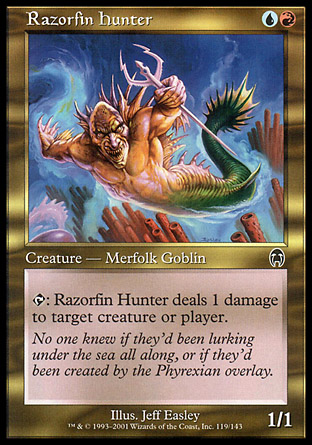 Razorfin Hunter
Creature — Merfolk Goblin
: Razorfin Hunter deals 1 damage
to target creature or player.
No one knew if they'd been lurking
under the sea all along, or if they'd
been created by the Phyrexian overlay.
Illus. Jeff Easley
™ & © 1993–2001 Wizards of the Coast, Inc. 119/143
1/1